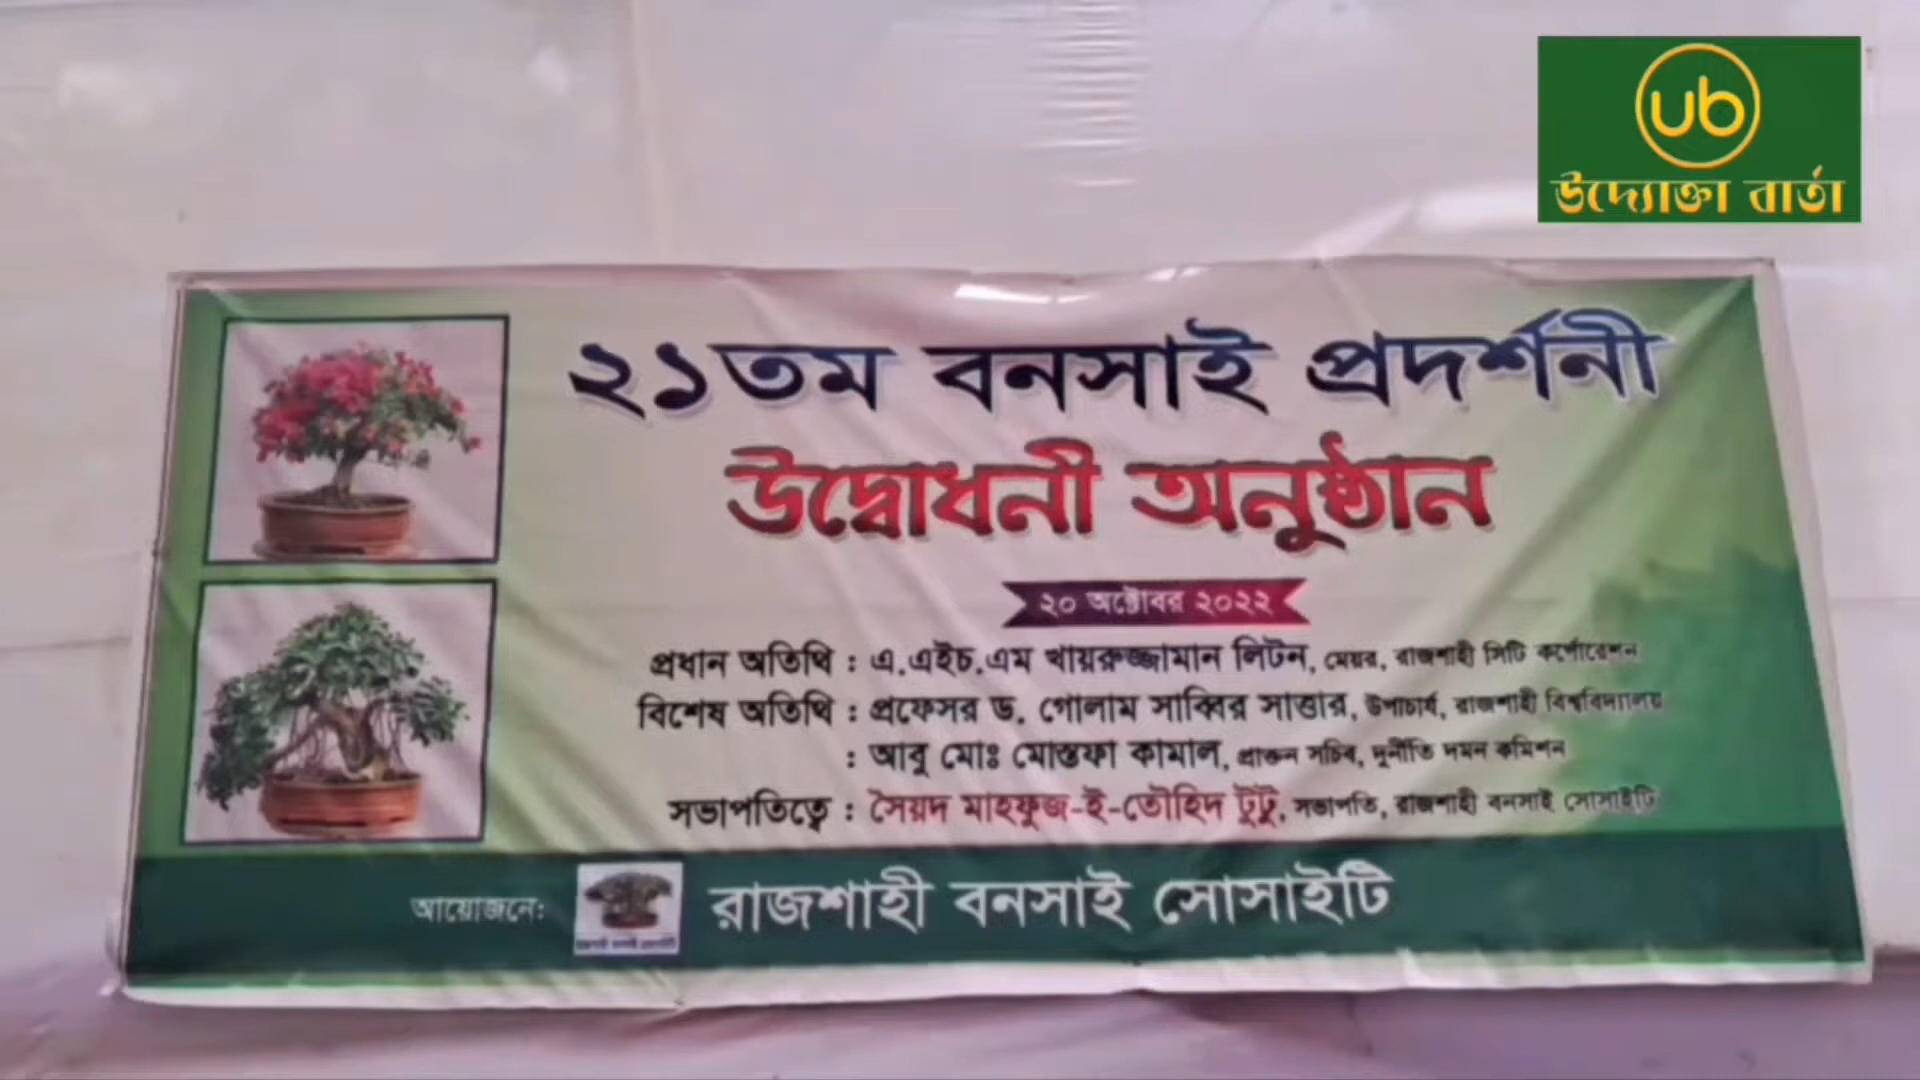 ub
উদ্যোক্তা বার্তা
২১তম বনসাই প্রদর্শনী
উদ্বোধনী অনুষ্ঠান
২০ অক্টোবর ২০২২
প্রধান অতিথি : এ.এইচ.এম খায়রুজ্জামান লিটন, মেয়র, রাজশাহী সিটি কর্পোরেশন
বিশেষ অতিথি : প্রফেসর ড. গোলাম সাব্বির সাত্তার, উপাচার্য, রাজশাহী বিশ্ববিদ্যালয়
: আবু মোঃ মোস্তফা কামাল, প্রাক্তন সচিব, দুর্নীতি দমন কমিশন
সভাপতিত্বে : সৈয়দ মাহফুজ-ই-তৌহিদ টুটু, সভাপতি, রাজশাহী বনসাই সোসাইটি
আয়োজনে: রাজশাহী বনসাই সোসাইটি